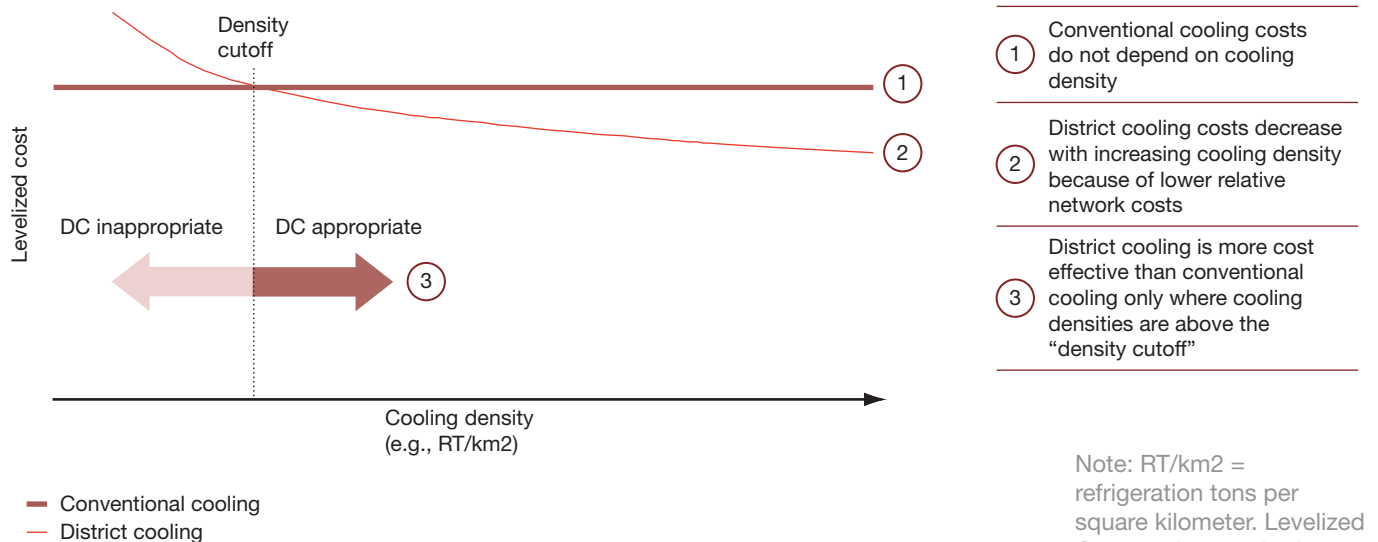 Density
cutoff
1
2
Levelized cost
DC inappropriate
DC appropriate
3
Cooling density
(e.g., RT/km2)
Conventional cooling
District cooling
1
Conventional cooling costs
do not depend on cooling
density
2
District cooling costs decrease
with increasing cooling density
because of lower relative
network costs
3
District cooling is more cost
effective than conventional
cooling only where cooling
densities are above the
“density cutoff”
Note: RT/km2 =
refrigeration tons per
square kilometer. Levelized